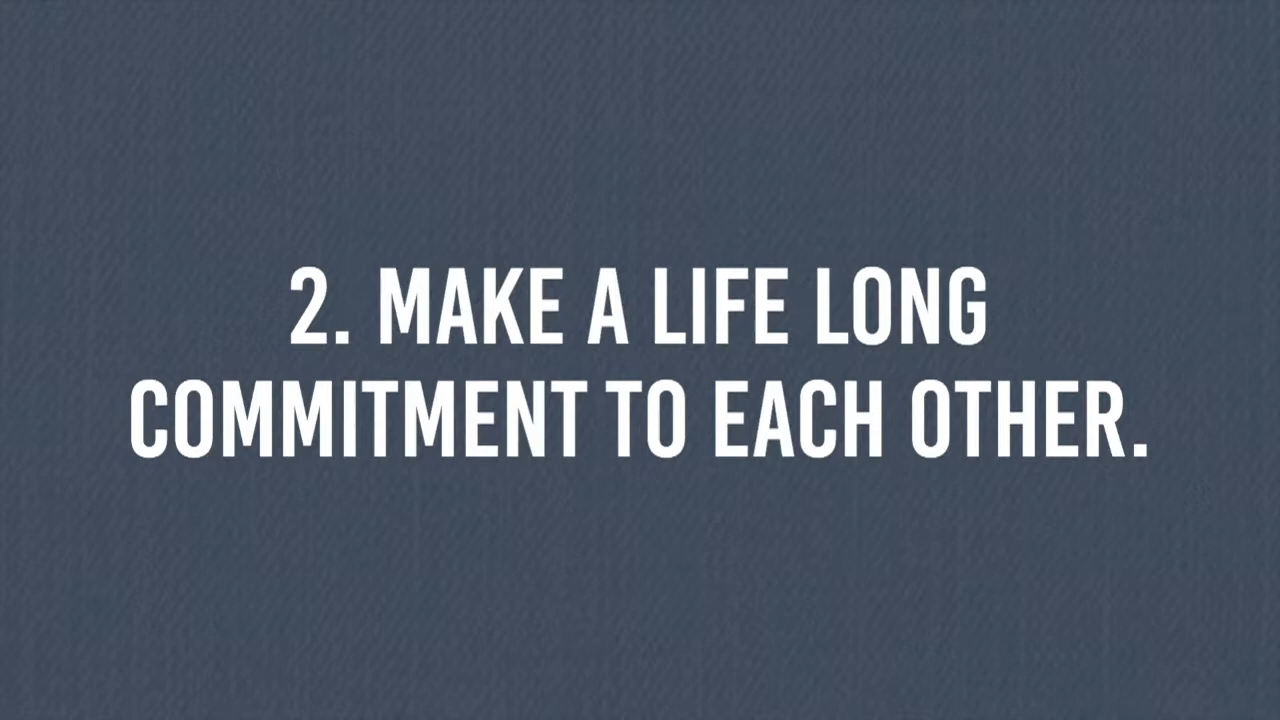 2. MAKE A LIFE LONG
COMMITMENT TO EACH OTHER.